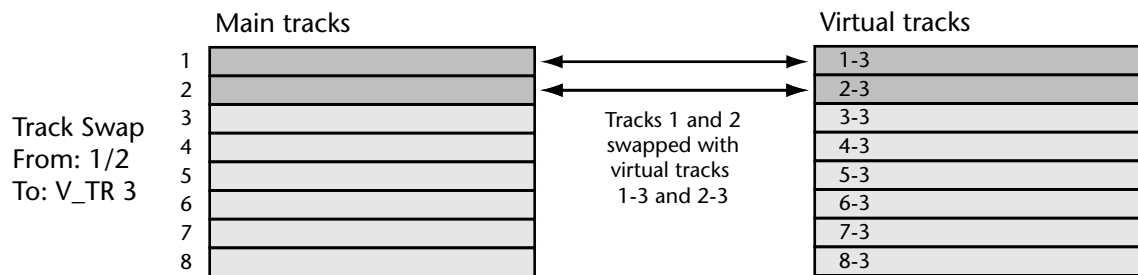 Main tracks
Virtual tracks
Track Swap
From: 1/2
To: V_TR 3
1
2
3
4
5
6
7
8
Tracks 1 and 2
swapped with
virtual tracks
1-3 and 2-3
1-3
2-3
3-3
4-3
5-3
6-3
7-3
8-3